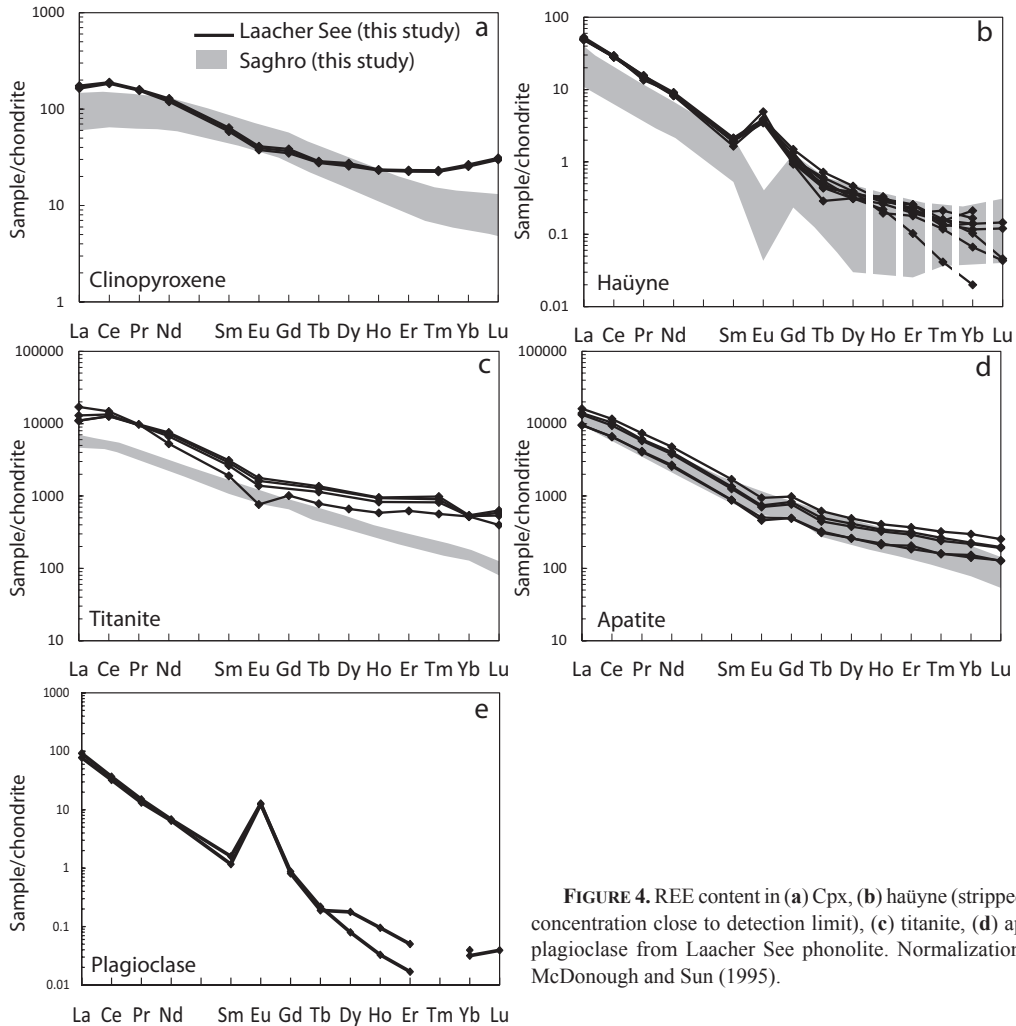 1000
100
10
1
Sample/chondrite
Laacher See (this study)
Saghro (this study)
a
Clinopyroxene
La Ce Pr Nd Sm Eu Gd Tb Dy Ho Er Tm Yb Lu
100
10
1
0.1
0.01
Sample/chondrite
b
Haüyne
La Ce Pr Nd Sm Eu Gd Tb Dy Ho Er Tm Yb Lu
100000
10000
1000
100
10
Sample/chondrite
c
Titanite
La Ce Pr Nd Sm Eu Gd Tb Dy Ho Er Tm Yb Lu
100000
10000
1000
100
10
d
Apatite
La Ce Pr Nd Sm Eu Gd Tb Dy Ho Er Tm Yb Lu
1000
100
10
1
0.1
0.01
Sample/chondrite
e
Plagioclase
La Ce Pr Nd Sm Eu Gd Tb Dy Ho Er Tm Yb Lu
FIGURE 4. REE content in (a) Cpx, (b) haüyne (strippe
concentration close to detection limit), (c) titanite, (d) ap
plagioclase from Laacher See phonolite. Normalization
McDonough and Sun (1995).